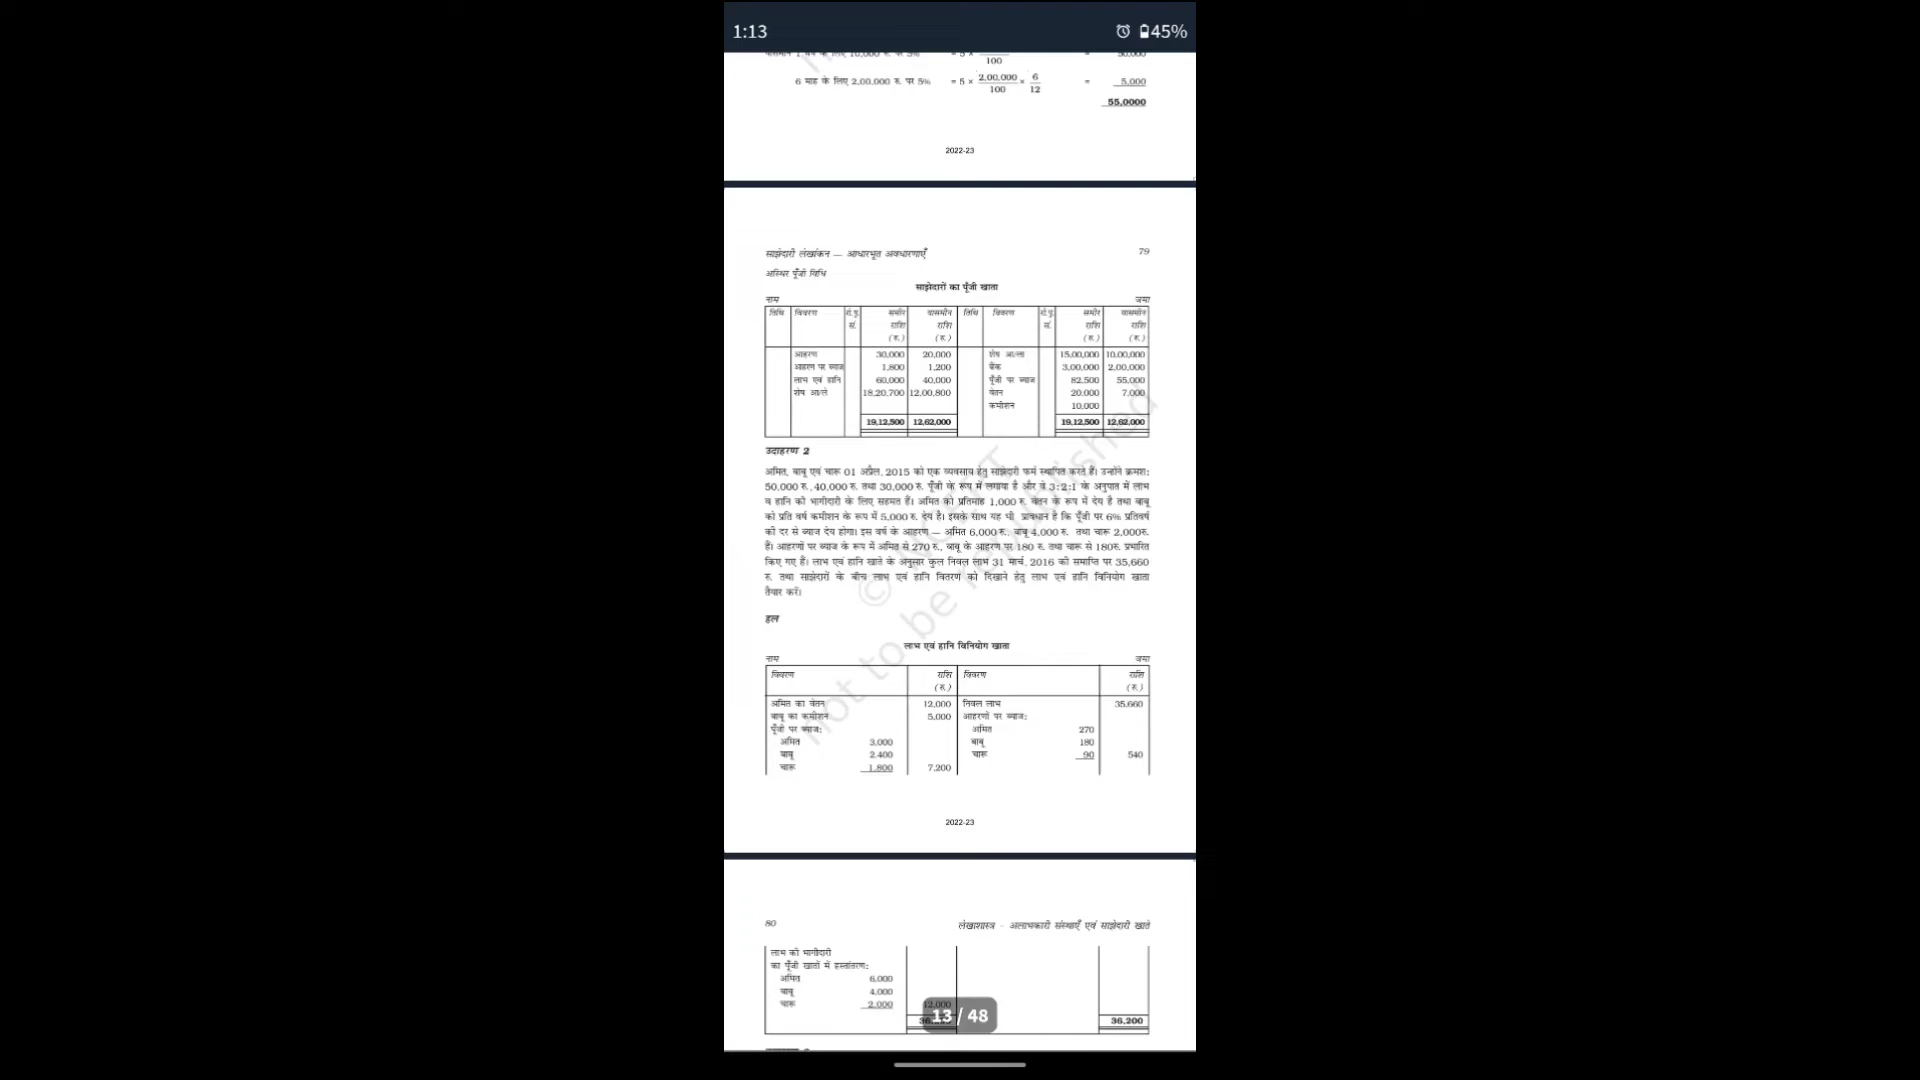 1:13 45%
100
6 माह के लिए 2,00,000 रु. पर 5% = 5 × 2,00,000/100 × 6/12 = 5,000
55,0000
2022-23
साझेदारी लेखांकन — आधारभूत अवधारणाएँ 79
अस्थिर पूँजी विधि
साझेदारों का पूँजी खाता
नाम जमा
तिथि विवरण रो.पृ. समीर यासमीन तिथि विवरण रो.पृ. समीर यासमीन
सं. राशि राशि सं. राशि राशि
(रु.) (रु.) (रु.) (रु.)
आहरण 30,000 20,000 शेष आ/ला 15,00,000 10,00,000
आहरण पर ब्याज 1,800 1,200 बैंक 3,00,000 2,00,000
लाभ एवं हानि 60,000 40,000 पूँजी पर ब्याज 82,500 55,000
शेष आ/ले 18,20,700 12,00,800 वेतन 20,000 7,000
कमीशन 10,000
19,12,500 12,62,000 19,12,500 12,62,000
उदाहरण 2
अमित, बाबू एवं चारू 01 अप्रैल, 2015 को एक व्यवसाय हेतु साझेदारी फर्म स्थापित करते हैं। उन्होंने क्रमश:
50,000 रु., 40,000 रु. तथा 30,000 रु. पूँजी के रूप में लगाया है और वे 3:2:1 के अनुपात में लाभ
व हानि की भागीदारी के लिए सहमत हैं। अमित को प्रतिमाह 1,000 रु. वेतन के रूप में देय है तथा बाबू
को प्रति वर्ष कमीशन के रूप में 5,000 रु. देय है। इसके साथ यह भी प्रावधान है कि पूँजी पर 6% प्रतिवर्ष
की दर से ब्याज देय होगा। इस वर्ष के आहरण — अमित 6,000 रु., बाबू 4,000 रु. तथा चारू 2,000रु.
हैं। आहरणों पर ब्याज के रूप में अमित से 270 रु., बाबू के आहरण पर 180 रु. तथा चारू से 180रु. प्रभारित
किए गए हैं। लाभ एवं हानि खाते के अनुसार कुल निवल लाभ 31 मार्च, 2016 की समाप्ति पर 35,660
रु. तथा साझेदारों के बीच लाभ एवं हानि वितरण को दिखाने हेतु लाभ एवं हानि विनियोग खाता
तैयार करें।
हल
लाभ एवं हानि विनियोग खाता
नाम जमा
विवरण राशि विवरण राशि
(रु.) (रु.)
अमित का वेतन 12,000 निवल लाभ 35,660
बाबू का कमीशन 5,000 आहरणों पर ब्याज:
पूँजी पर ब्याज: अमित 270
अमित 3,000 बाबू 180
बाबू 2,400 चारू 90 540
चारू 1,800 7,200
© NCERT
not to be republished
2022-23
80 लेखाशास्त्र - अलाभकारी संस्थाएँ एवं साझेदारी खाते
लाभ की भागीदारी
का पूँजी खातों में हस्तांतरण:
अमित 6,000
बाबू 4,000
चारू 2,000 12,000
36,200
13 / 48